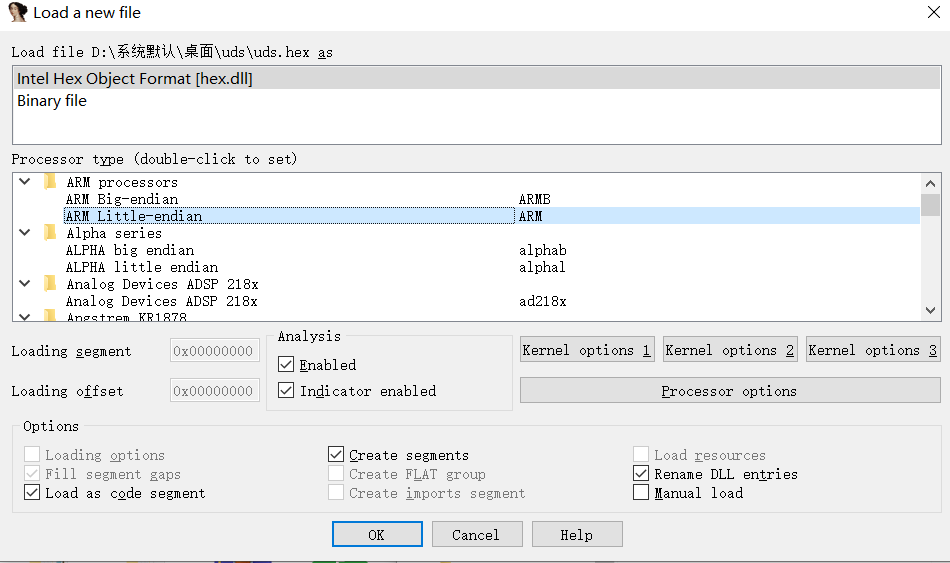 Load a new file
Load file D:\系统默认\桌面\uds\uds.hex as
Intel Hex Object Format [hex.dll]
Binary file
Processor type (double-click to set)
ARM processors
ARM Big-endian ARMB
ARM Little-endian ARM
Alpha series
ALPHA big endian alphab
ALPHA little endian alphal
Analog Devices ADSP 218x
Analog Devices ADSP 218x ad218x
Angstrem KR1878
Loading segment 0x00000000
Loading offset 0x00000000
Analysis
Enabled
Indicator enabled
Kernel options 1 Kernel options 2 Kernel options 3
Processor options
Options
Loading options Create segments Load resources
Fill segment gaps Create FLAT group Rename DLL entries
Load as code segment Create imports segment Manual load
OK Cancel Help